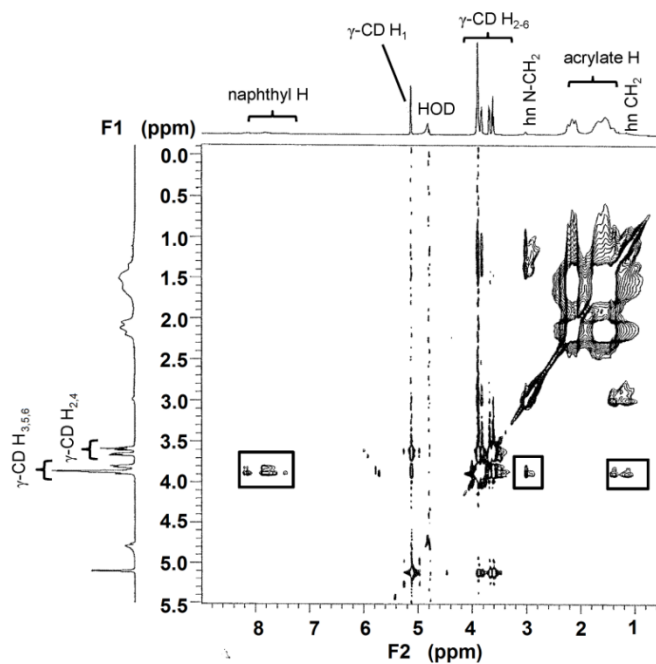 γ-CD H2-6
γ-CD H1
hn N-CH2
acrylate H
hn CH2
naphthyl H
HOD
F1 (ppm)
0.0
0.5
1.0
1.5
2.0
2.5
3.0
3.5
4.0
4.5
5.0
5.5
γ-CD H3,5,6
γ-CD H2,4
8 7 6 5 4 3 2 1
F2 (ppm)